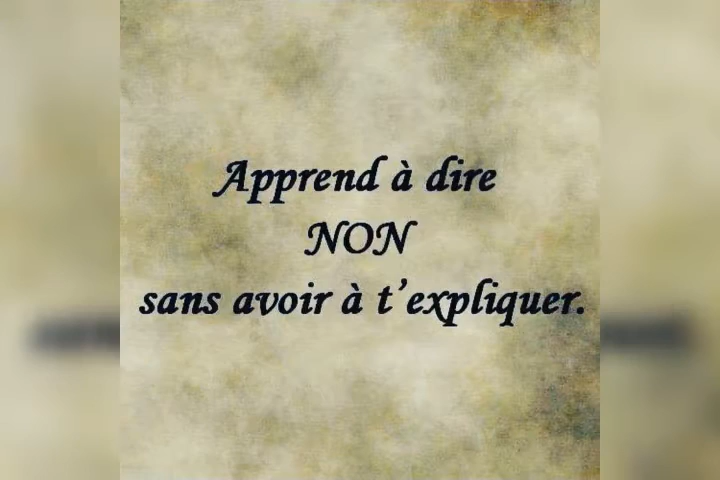 Apprend à dire
NON
sans avoir à t’expliquer.